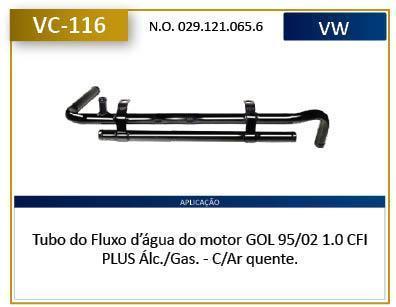 VC-116
N.O. 029.121.065.6
VW
APLICAÇÃO
Tubo do Fluxo d’água do motor GOL 95/02 1.0 CFI
PLUS Álc./Gas. - C/Ar quente.